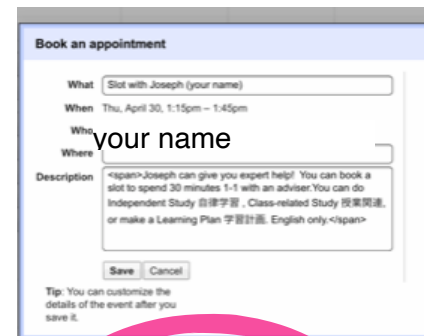 Book an appointment
What Slot with Joseph (your name)
When Thu, April 30, 1:15pm – 1:45pm
Who your name
Where
Description <span>Joseph can give you expert help! You can book a
slot to spend 30 minutes 1-1 with an adviser.You can do
Independent Study 自律学習 , Class-related Study 授業関連,
or make a Learning Plan 学習計画. English only.</span>
Save Cancel
Tip: You can customize the
details of the event after you
save it.